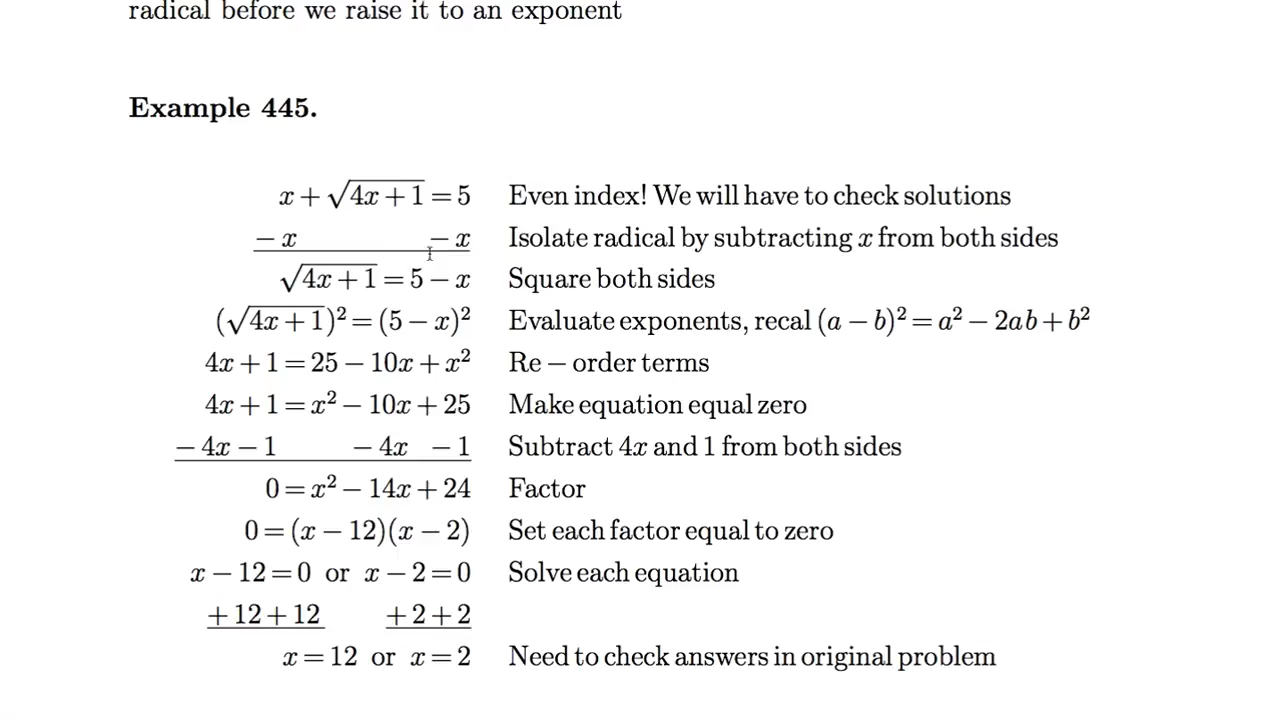 radical before we raise it to an exponent
Example 445.
x + √(4x + 1) = 5 Even index! We will have to check solutions
− x − x Isolate radical by subtracting x from both sides
√(4x + 1) = 5 − x Square both sides
(√(4x + 1))² = (5 − x)² Evaluate exponents, recal (a − b)² = a² − 2ab + b²
4x + 1 = 25 − 10x + x² Re − order terms
4x + 1 = x² − 10x + 25 Make equation equal zero
− 4x − 1 − 4x − 1 Subtract 4x and 1 from both sides
0 = x² − 14x + 24 Factor
0 = (x − 12)(x − 2) Set each factor equal to zero
x − 12 = 0 or x − 2 = 0 Solve each equation
+ 12 + 12 + 2 + 2
x = 12 or x = 2 Need to check answers in original problem